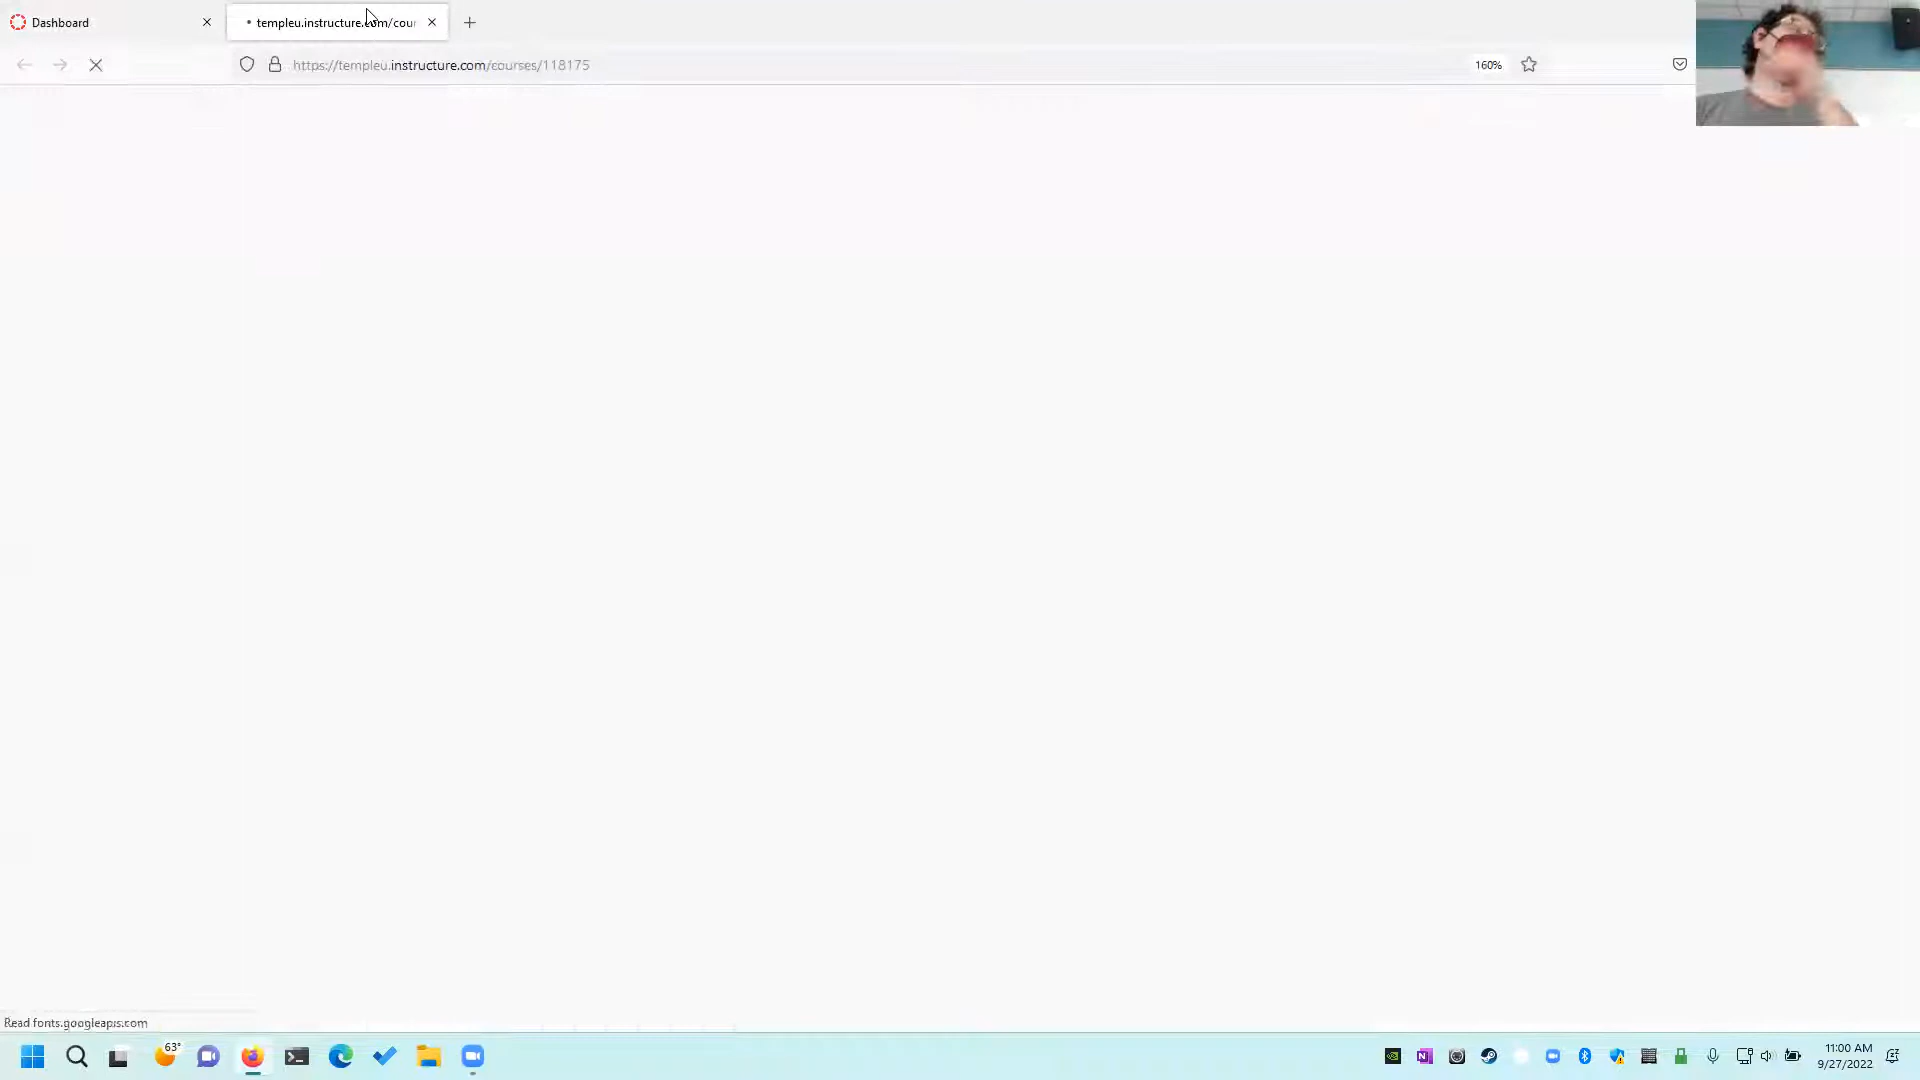 Dashboard
templeu.instructure.com/cour
https://templeu.instructure.com/courses/118175
160%
Read fonts.googleapis.com
63°
11:00 AM
9/27/2022